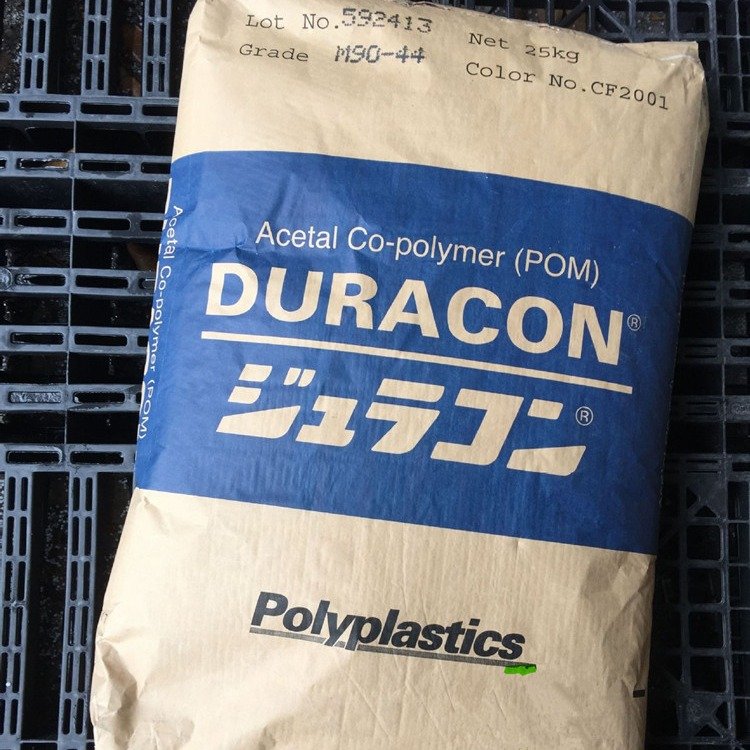 Lot No. 592413
Net 25kg
Grade M90-44
Color No. CF2001
Acetal Co-polymer (POM)
DURACON®
ジュラコン®
Polyplastics
Acetal Co-polymer (POM)